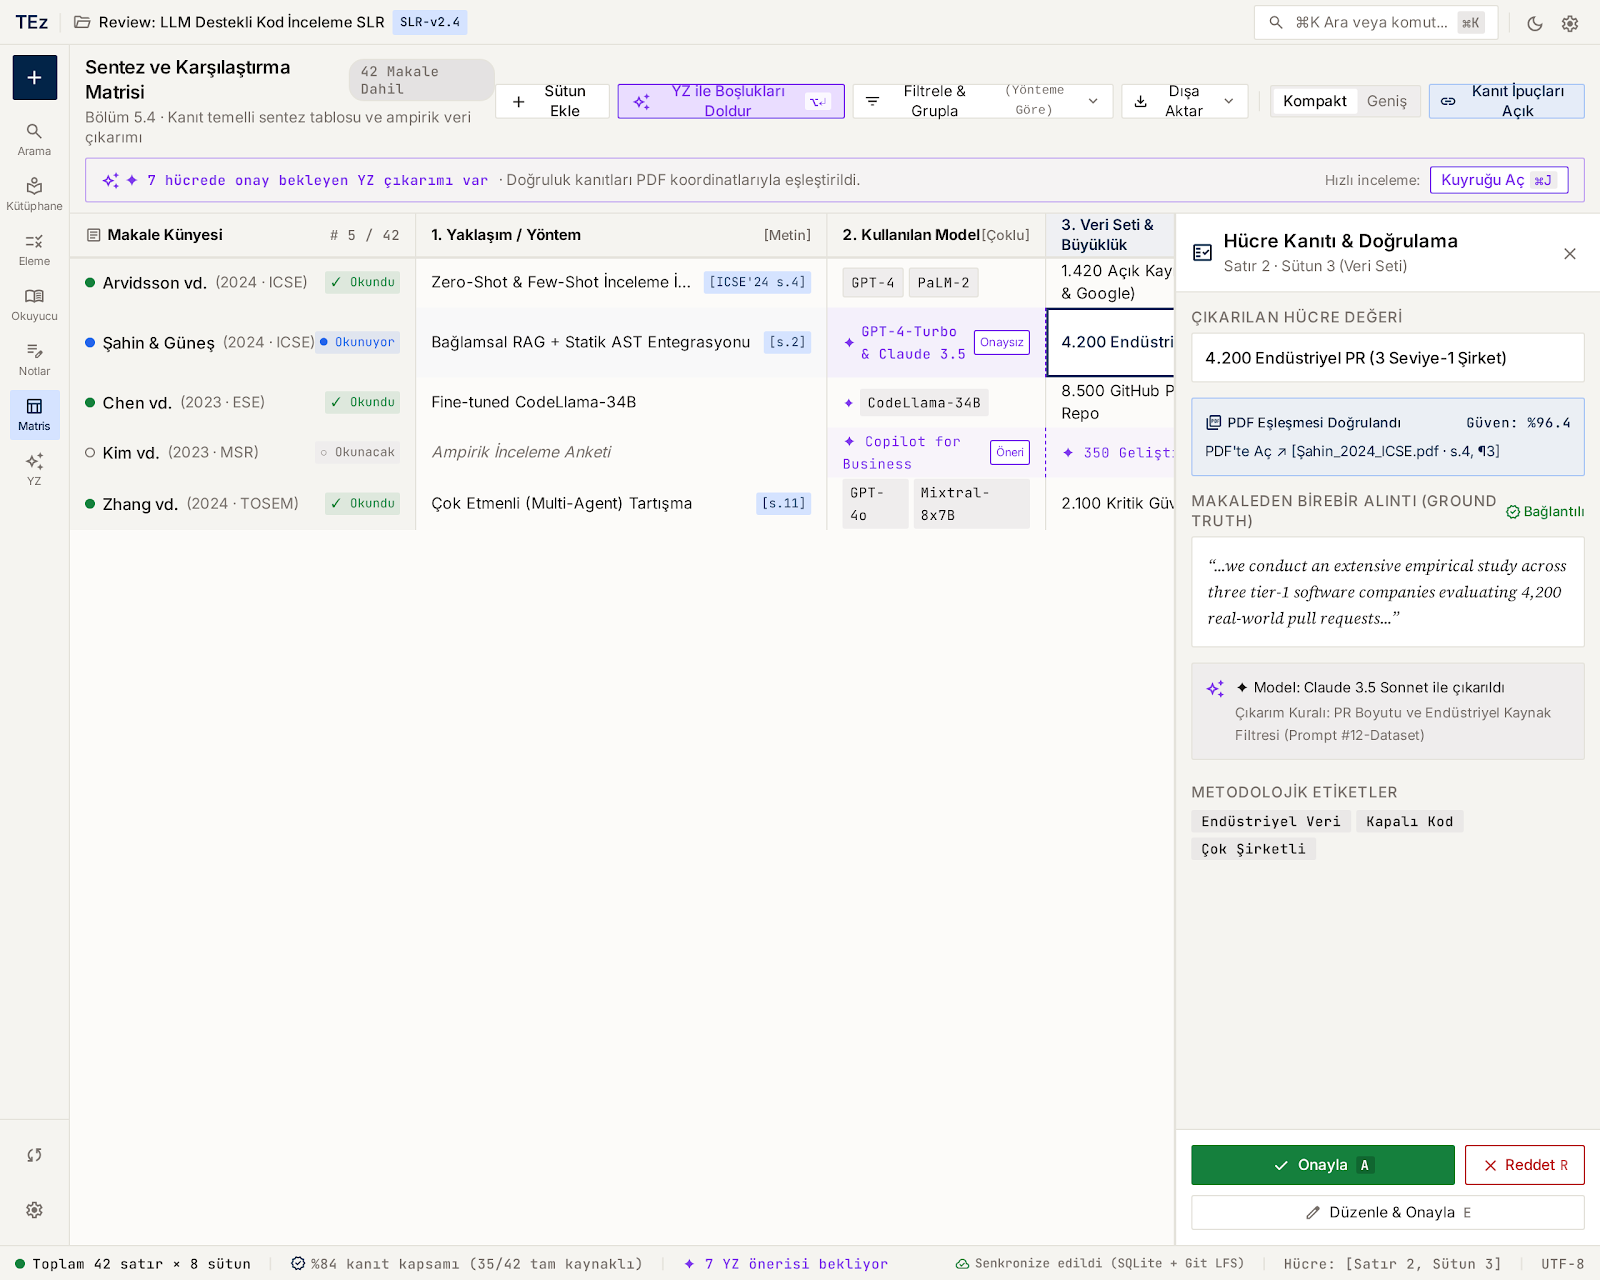 TEz
Review: LLM Destekli Kod İnceleme SLR
SLR-v2.4
⌘K Ara veya komut...
⌘K
Arama
Kütüphane
Eleme
Okuyucu
Notlar
Matris
YZ
Sentez ve Karşılaştırma
Matrisi
42 Makale
Dahil
Bölüm 5.4 · Kanıt temelli sentez tablosu ve ampirik veri
çıkarımı
Sütun
Ekle
YZ ile Boşlukları
Doldur
⌥↵
Filtrele &
Grupla
(Yönteme
Göre)
Dışa
Aktar
Kompakt
Geniş
Kanıt İpuçları
Açık
✦ 7 hücrede onay bekleyen YZ çıkarımı var · Doğruluk kanıtları PDF koordinatlarıyla eşleştirildi.
Hızlı inceleme:
Kuyruğu Aç ⌘J
Makale Künyesi
# 5 / 42
1. Yaklaşım / Yöntem
[Metin]
2. Kullanılan Model
[Çoklu]
3. Veri Seti &
Büyüklük
Arvidsson vd. (2024 · ICSE)
✓ Okundu
Zero-Shot & Few-Shot İnceleme İ...
[ICSE'24 s.4]
GPT-4
PaLM-2
1.420 Açık Kay
& Google)
Şahin & Güneş (2024 · ICSE)
Okunuyor
Bağlamsal RAG + Statik AST Entegrasyonu
[s.2]
✦ GPT-4-Turbo
& Claude 3.5
Onaysız
4.200 Endüstri
Chen vd. (2023 · ESE)
✓ Okundu
Fine-tuned CodeLlama-34B
✦ CodeLlama-34B
8.500 GitHub P
Repo
Kim vd. (2023 · MSR)
○ Okunacak
Ampirik İnceleme Anketi
✦ Copilot for
Business
Öneri
✦ 350 Gelişti
Zhang vd. (2024 · TOSEM)
✓ Okundu
Çok Etmenli (Multi-Agent) Tartışma
[s.11]
GPT-
4o
Mixtral-
8x7B
2.100 Kritik Güv
Hücre Kanıtı & Doğrulama
Satır 2 · Sütun 3 (Veri Seti)
ÇIKARILAN HÜCRE DEĞERİ
4.200 Endüstriyel PR (3 Seviye-1 Şirket)
PDF Eşleşmesi Doğrulandı
Güven: %96.4
PDF'te Aç ↗ [Şahin_2024_ICSE.pdf · s.4, ¶3]
MAKALEDEN BİREBİR ALINTI (GROUND
TRUTH)
Bağlantılı
“...we conduct an extensive empirical study across
three tier-1 software companies evaluating 4,200
real-world pull requests...”
✦ Model: Claude 3.5 Sonnet ile çıkarıldı
Çıkarım Kuralı: PR Boyutu ve Endüstriyel Kaynak
Filtresi (Prompt #12-Dataset)
METODOLOJİK ETİKETLER
Endüstriyel Veri
Kapalı Kod
Çok Şirketli
Onayla A
Reddet R
Düzenle & Onayla E
Toplam 42 satır × 8 sütun
%84 kanıt kapsamı (35/42 tam kaynaklı)
✦ 7 YZ önerisi bekliyor
Senkronize edildi (SQLite + Git LFS)
Hücre: [Satır 2, Sütun 3]
UTF-8